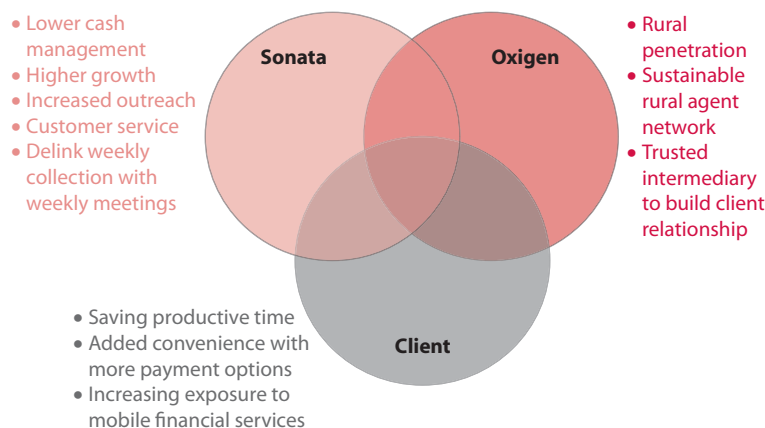 • Lower cash
management
• Higher growth
• Increased outreach
• Customer service
• Delink weekly
collection with
weekly meetings
Sonata
Oxigen
• Rural
penetration
• Sustainable
rural agent
network
• Trusted
intermediary
to build client
relationship
• Saving productive time
• Added convenience with
more payment options
• Increasing exposure to
mobile financial services
Client